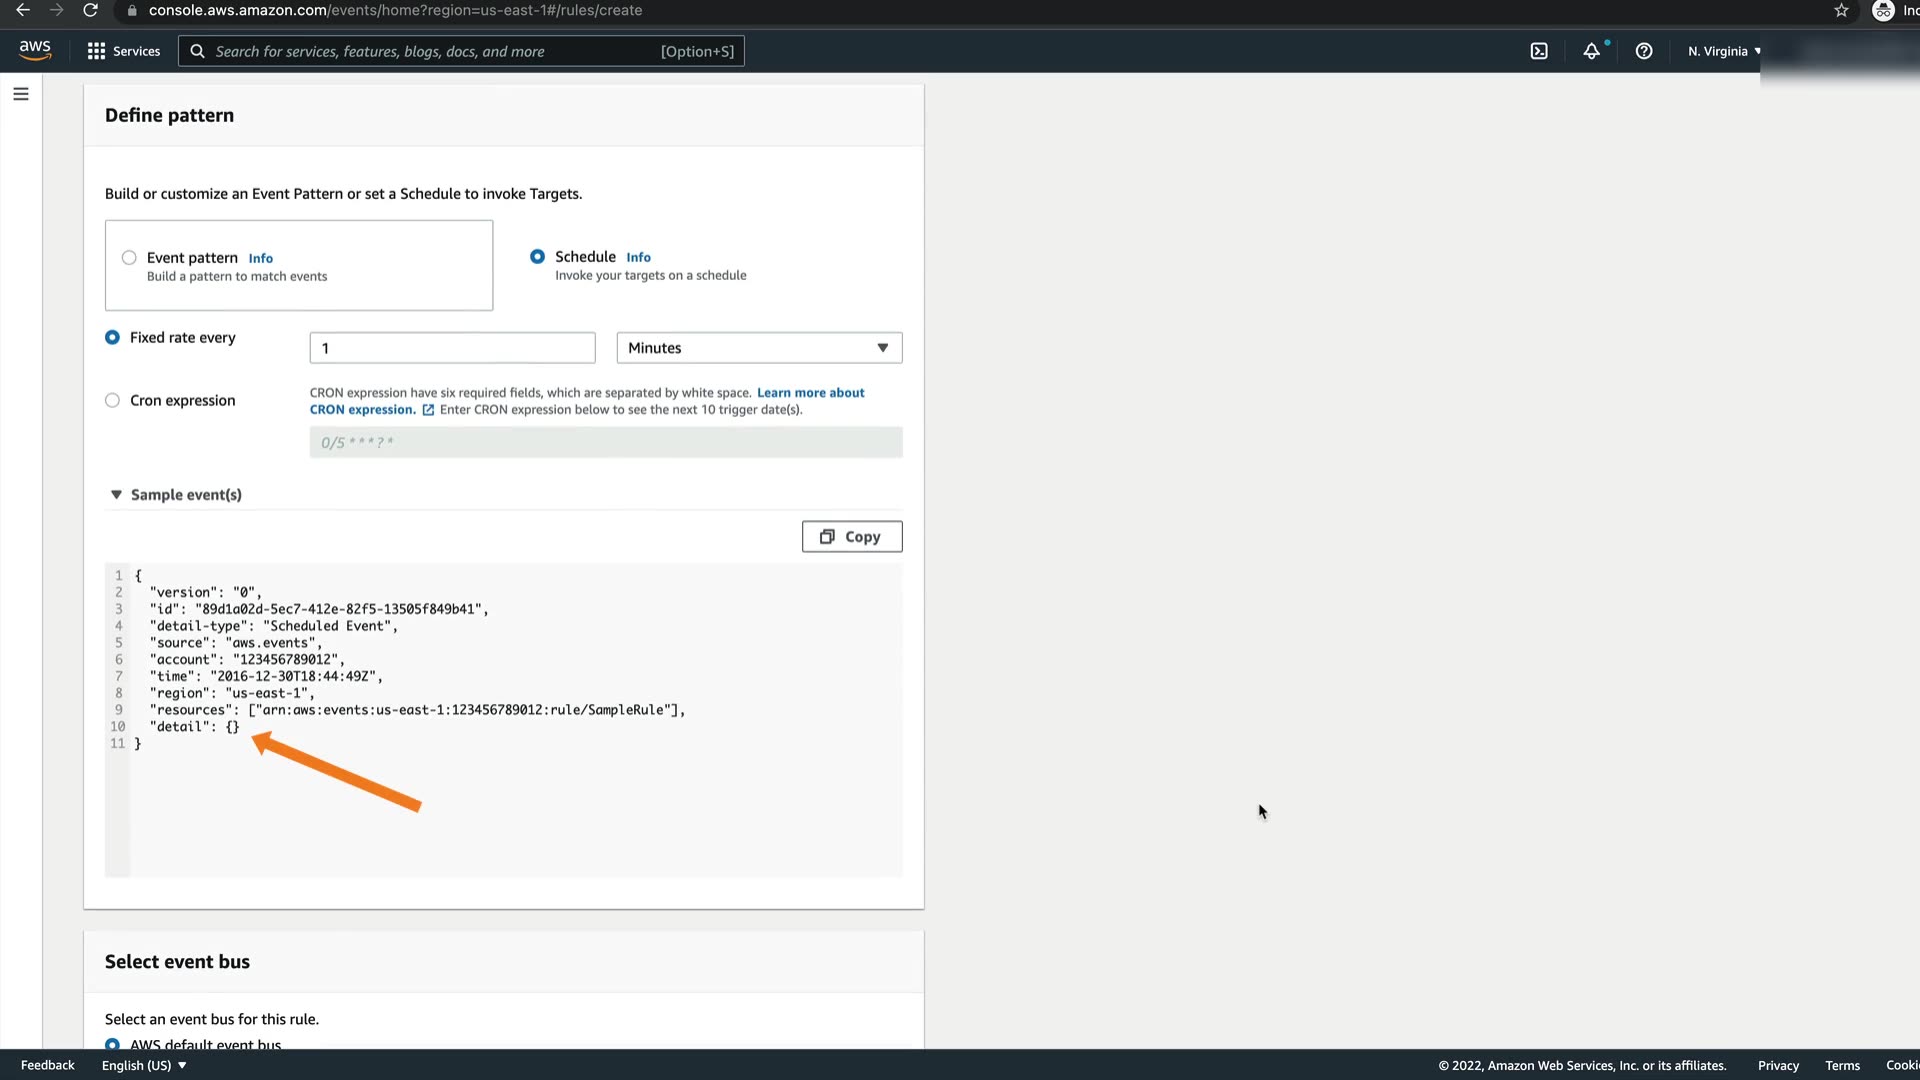 console.aws.amazon.com/events/home?region=us-east-1#/rules/create
aws
Services
Search for services, features, blogs, docs, and more [Option+S]
N. Virginia
Define pattern
Build or customize an Event Pattern or set a Schedule to invoke Targets.
Event pattern Info
Build a pattern to match events
Schedule Info
Invoke your targets on a schedule
Fixed rate every
1
Minutes
Cron expression
CRON expression have six required fields, which are separated by white space. Learn more about
CRON expression. Enter CRON expression below to see the next 10 trigger date(s).
0/5 * * * ? *
Sample event(s)
Copy
1 {
2 "version": "0",
3 "id": "89d1a02d-5ec7-412e-82f5-13505f849b41",
4 "detail-type": "Scheduled Event",
5 "source": "aws.events",
6 "account": "123456789012",
7 "time": "2016-12-30T18:44:49Z",
8 "region": "us-east-1",
9 "resources": ["arn:aws:events:us-east-1:123456789012:rule/SampleRule"],
10 "detail": {}
11 }
Select event bus
Select an event bus for this rule.
AWS default event bus
Feedback
English (US)
© 2022, Amazon Web Services, Inc. or its affiliates.
Privacy
Terms